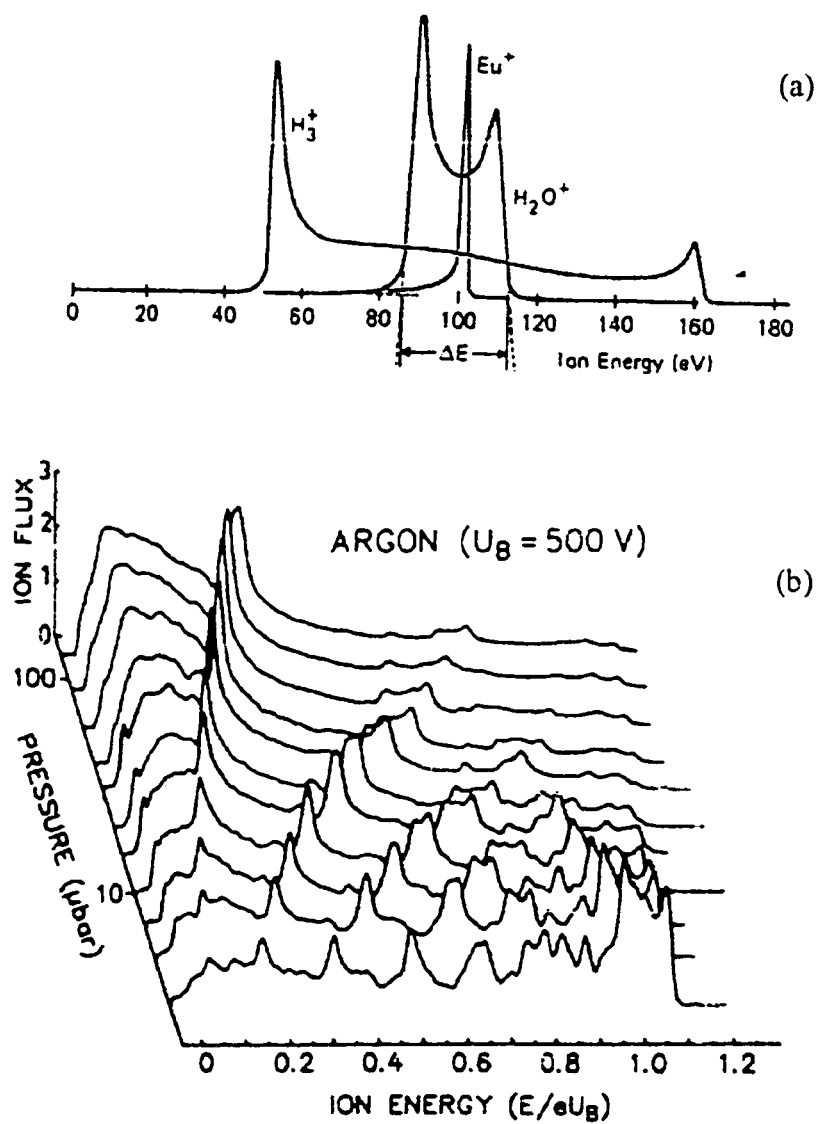 (a)
H₃⁺
Eu⁺
H₂O⁺
0 20 40 60 80 100 120 140 160 180
ΔE
Ion Energy (eV)
(b)
ARGON (U_B = 500 V)
ION FLUX
3
2
1
0
100
10
PRESSURE (μbar)
0 0.2 0.4 0.6 0.8 1.0 1.2
ION ENERGY (E/eU_B)